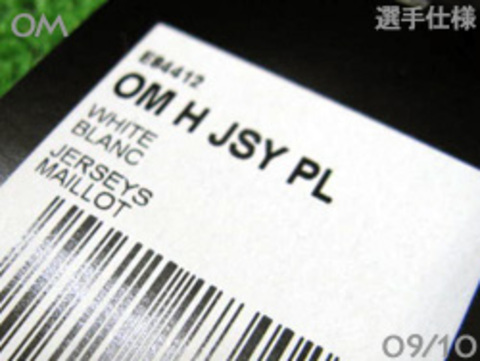 OM
選手仕様
E84412
OM H JSY PL
WHITE
BLANC
JERSEYS
MAILLOT
09/10